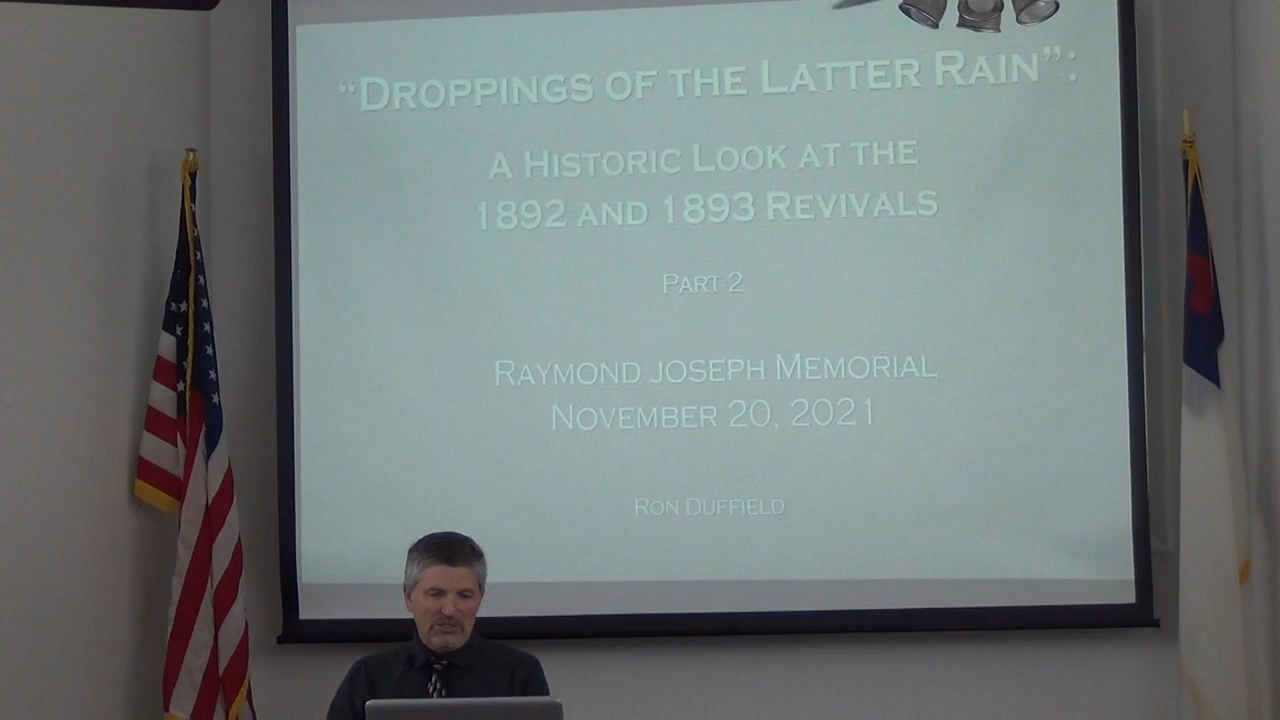 “Droppings of the Latter Rain”:
A Historic Look at the
1892 and 1893 Revivals
Part 2
Raymond Joseph Memorial
November 20, 2021
Ron Duffield